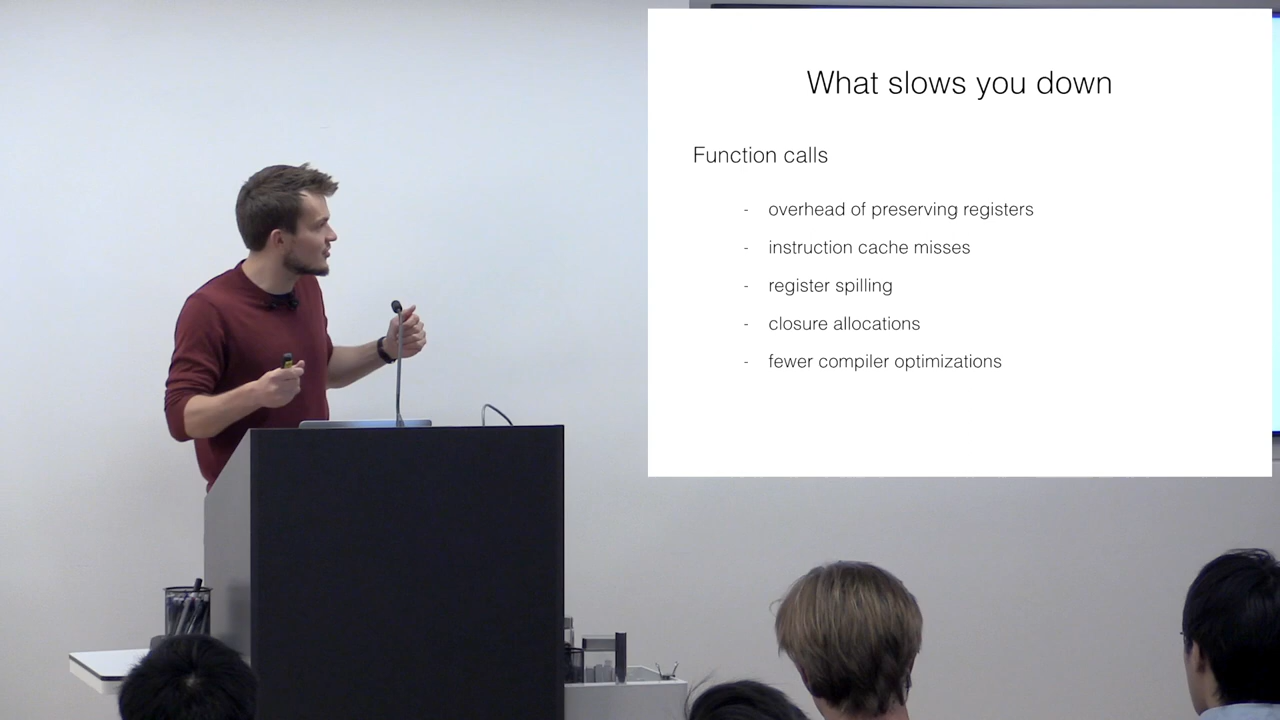 What slows you down
Function calls
- overhead of preserving registers
- instruction cache misses
- register spilling
- closure allocations
- fewer compiler optimizations